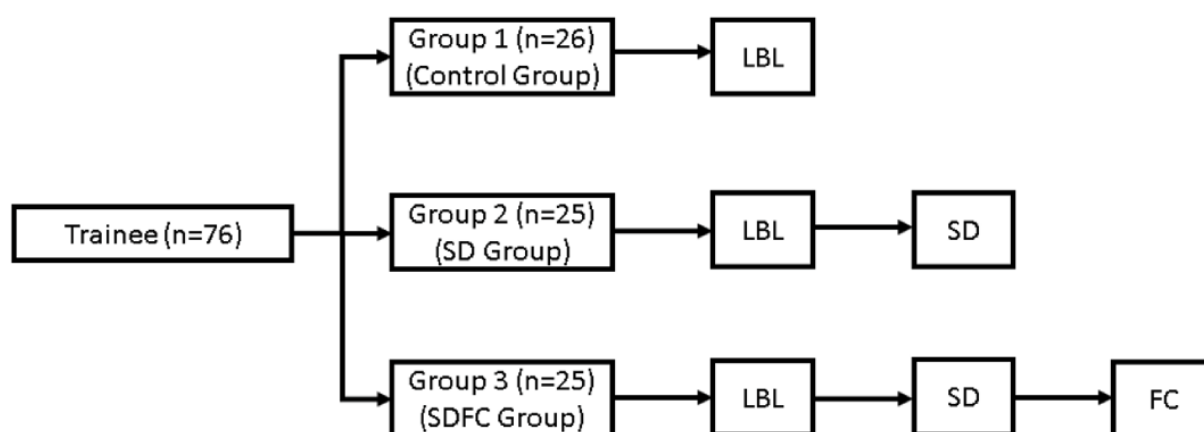 Group 1 (n=26)
(Control Group)
LBL
Trainee (n=76)
Group 2 (n=25)
(SD Group)
LBL
SD
Group 3 (n=25)
(SDFC Group)
LBL
SD
FC